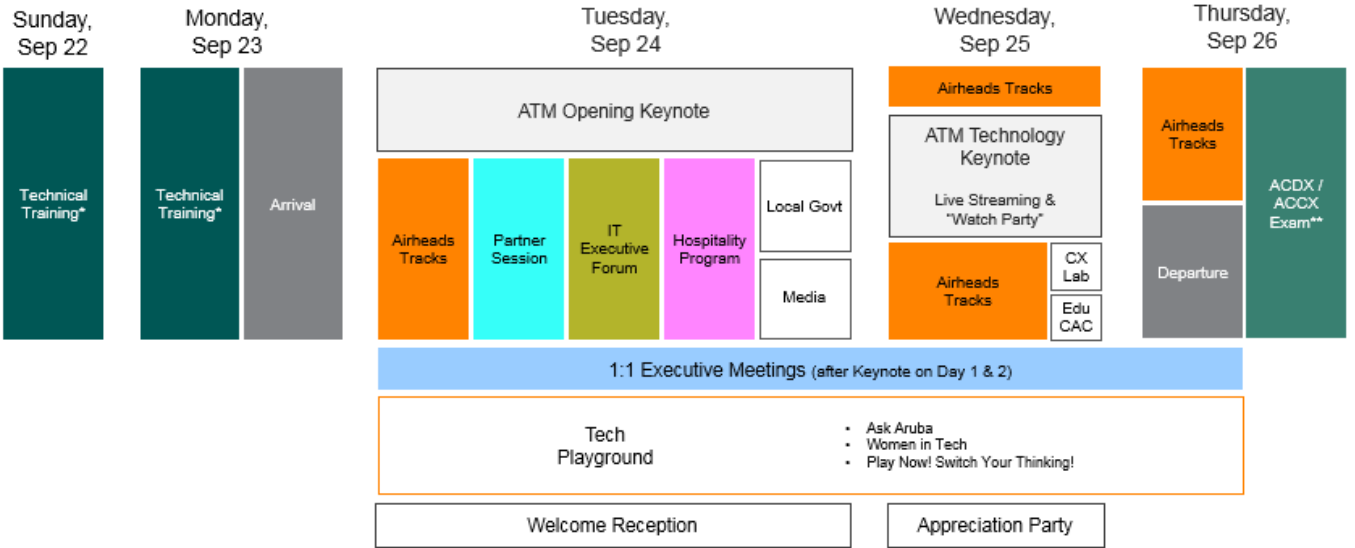 Sunday,
Sep 22
Monday,
Sep 23
Tuesday,
Sep 24
Wednesday,
Sep 25
Thursday,
Sep 26
Technical
Training*
Technical
Training*
Arrival
ATM Opening Keynote
Airheads
Tracks
Partner
Session
IT
Executive
Forum
Hospitality
Program
Local Govt
Media
Airheads Tracks
ATM Technology
Keynote
Live Streaming &
"Watch Party"
Airheads
Tracks
CX
Lab
Edu
CAC
Airheads
Tracks
Departure
ACDX /
ACCX
Exam**
1:1 Executive Meetings (after Keynote on Day 1 & 2)
Tech
Playground
• Ask Aruba
• Women in Tech
• Play Now! Switch Your Thinking!
Welcome Reception
Appreciation Party